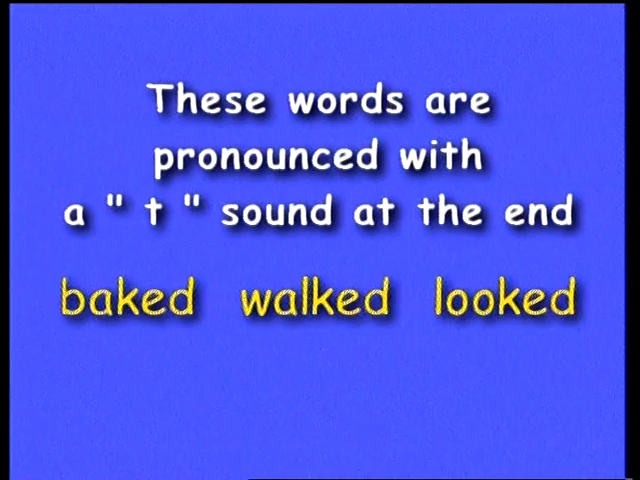 These words are
pronounced with
a " t " sound at the end
baked walked looked